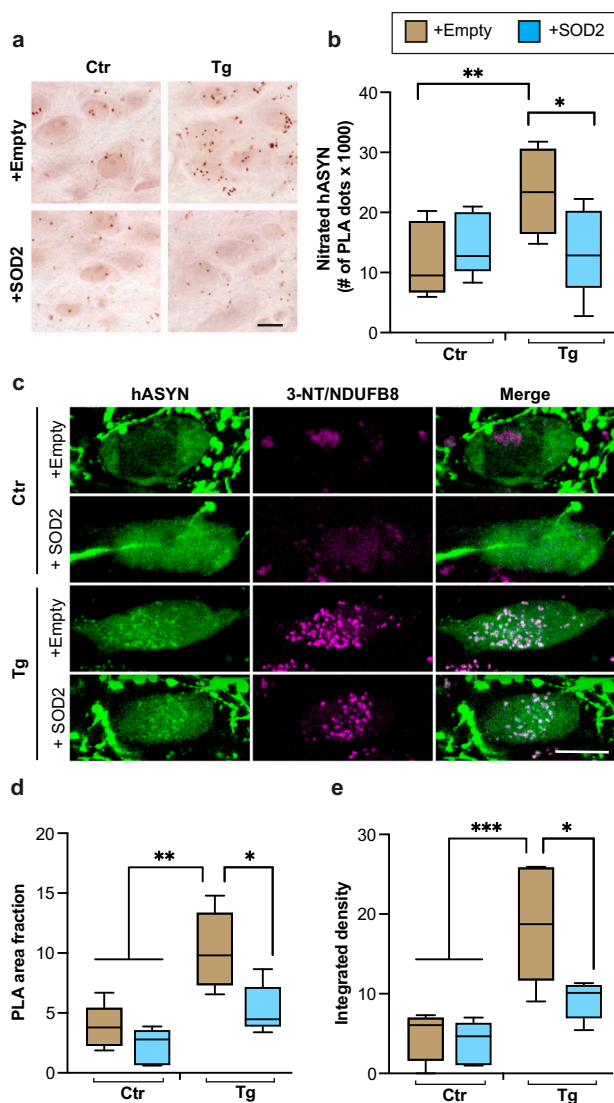 a
Ctr
Tg
+Empty
+SOD2
b
+Empty
+SOD2
Nitrated hASYN
(# of PLA dots x 1000)
40
30
20
10
0
**
*
Ctr
Tg
c
hASYN
3-NT/NDUFB8
Merge
Ctr
+Empty
+ SOD2
Tg
+Empty
+ SOD2
d
PLA area fraction
20
15
10
5
0
**
*
Ctr
Tg
e
Integrated density
30
20
10
0
***
*
Ctr
Tg